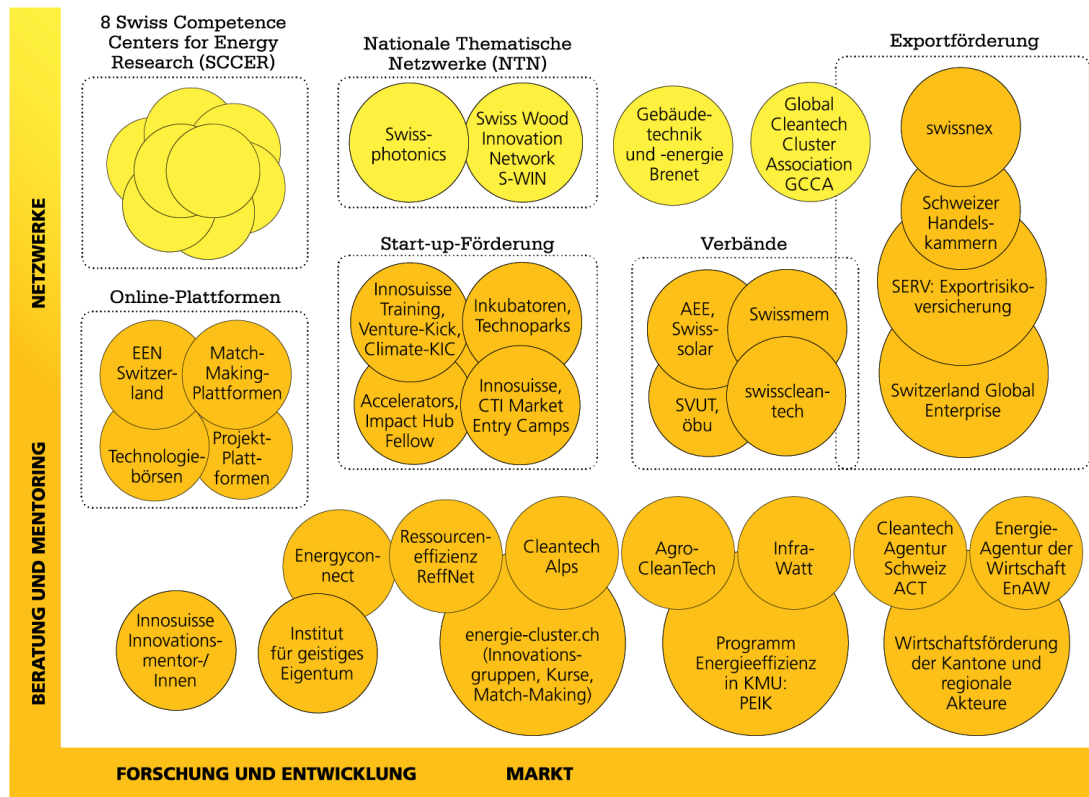 8 Swiss Competence
Centers for Energy
Research (SCCER)
Nationale Thematische
Netzwerke (NTN)
Swiss-
photonics
Swiss Wood
Innovation
Network
S-WIN
Gebäude-
technik
und -energie
Brenet
Global
Cleantech
Cluster
Association
GCCA
Exportförderung
swissnex
Schweizer
Handels-
kammern
SERV: Exportrisiko-
versicherung
Switzerland Global
Enterprise
Online-Plattformen
EEN
Switzer-
land
Match-
Making-
Plattformen
Technologie-
börsen
Projekt-
Platt-
formen
Start-up-Förderung
Innosuisse
Training,
Venture-Kick,
Climate-KIC
Inkubatoren,
Technoparks
Accelerators,
Impact Hub
Fellow
Innosuisse,
CTI Market
Entry Camps
Verbände
AEE,
Swiss-
solar
Swissmem
SVUT,
öbu
swissclean-
tech
Energycon-
nect
Ressourcen-
effizienz
ReffNet
Cleantech
Alps
Agro-
CleanTech
Infra-
Watt
Cleantech
Agentur
Schweiz
ACT
Energie-
Agentur der
Wirtschaft
EnAW
Innosuisse
Innovations-
mentor-/
Innen
Institut
für geistiges
Eigentum
energie-cluster.ch
(Innovations-
gruppen, Kurse,
Match-Making)
Programm
Energieeffizienz
in KMU:
PEIK
Wirtschaftsförderung
der Kantone und
regionale
Akteure
NETZWERKE
BERATUNG UND MENTORING
FORSCHUNG UND ENTWICKLUNG
MARKT